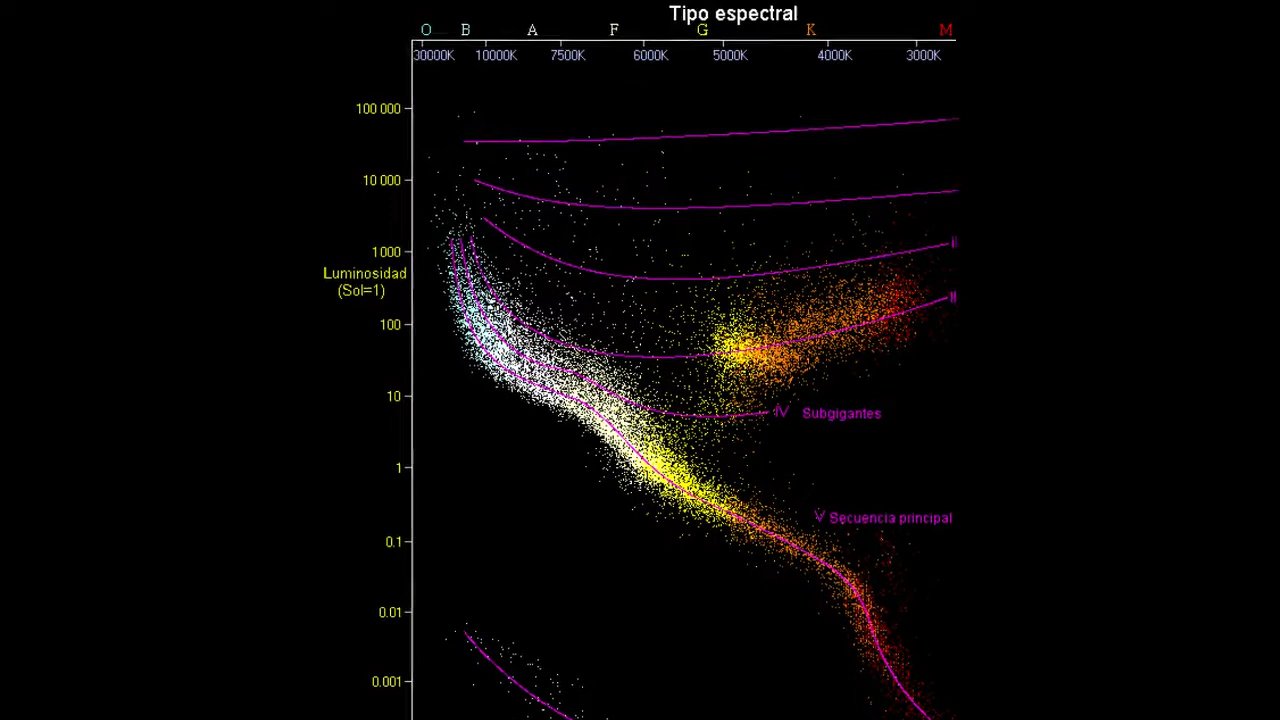 Tipo espectral
O B A F G K M
30000K 10000K 7500K 6000K 5000K 4000K 3000K
100 000
10 000
1000
Luminosidad
(Sol=1)
100
10
IV Subgigantes
1
V Secuencia principal
0.1
0.01
0.001